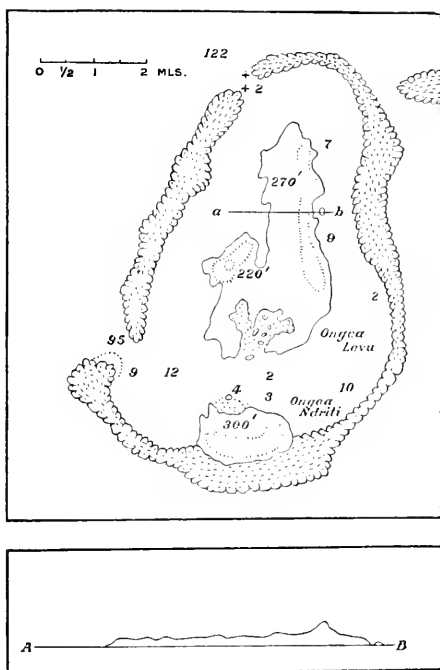 122
0 ½ 1 2 MLS.
+
+ 2
7
270'
a b
9
220'
2
Ongea
Levu
95
9 12
2
4 3 Ongea 10
Ndriti
300'
A B